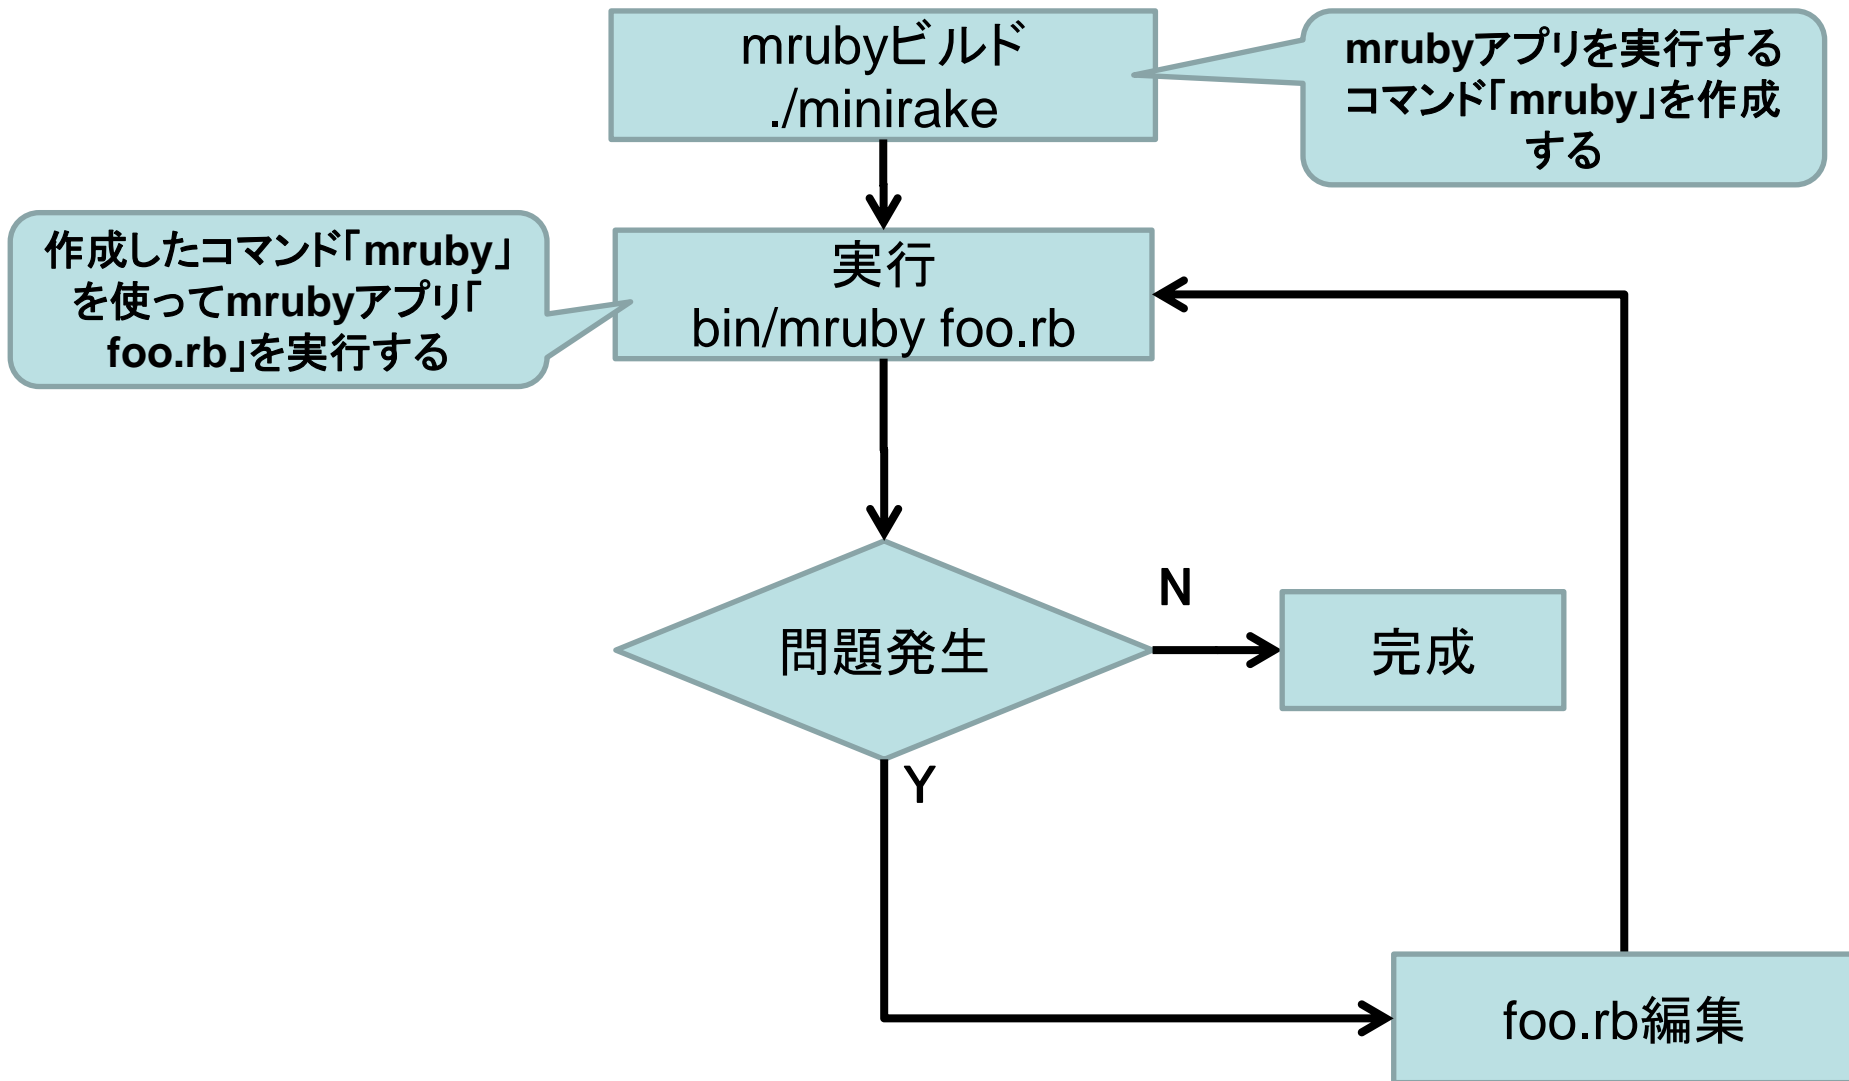 mrubyビルド
./minirake
mrubyアプリを実行する
コマンド「mruby」を作成
する
作成したコマンド「mruby」
を使ってmrubyアプリ「
foo.rb」を実行する
実行
bin/mruby foo.rb
問題発生
N
完成
Y
foo.rb編集